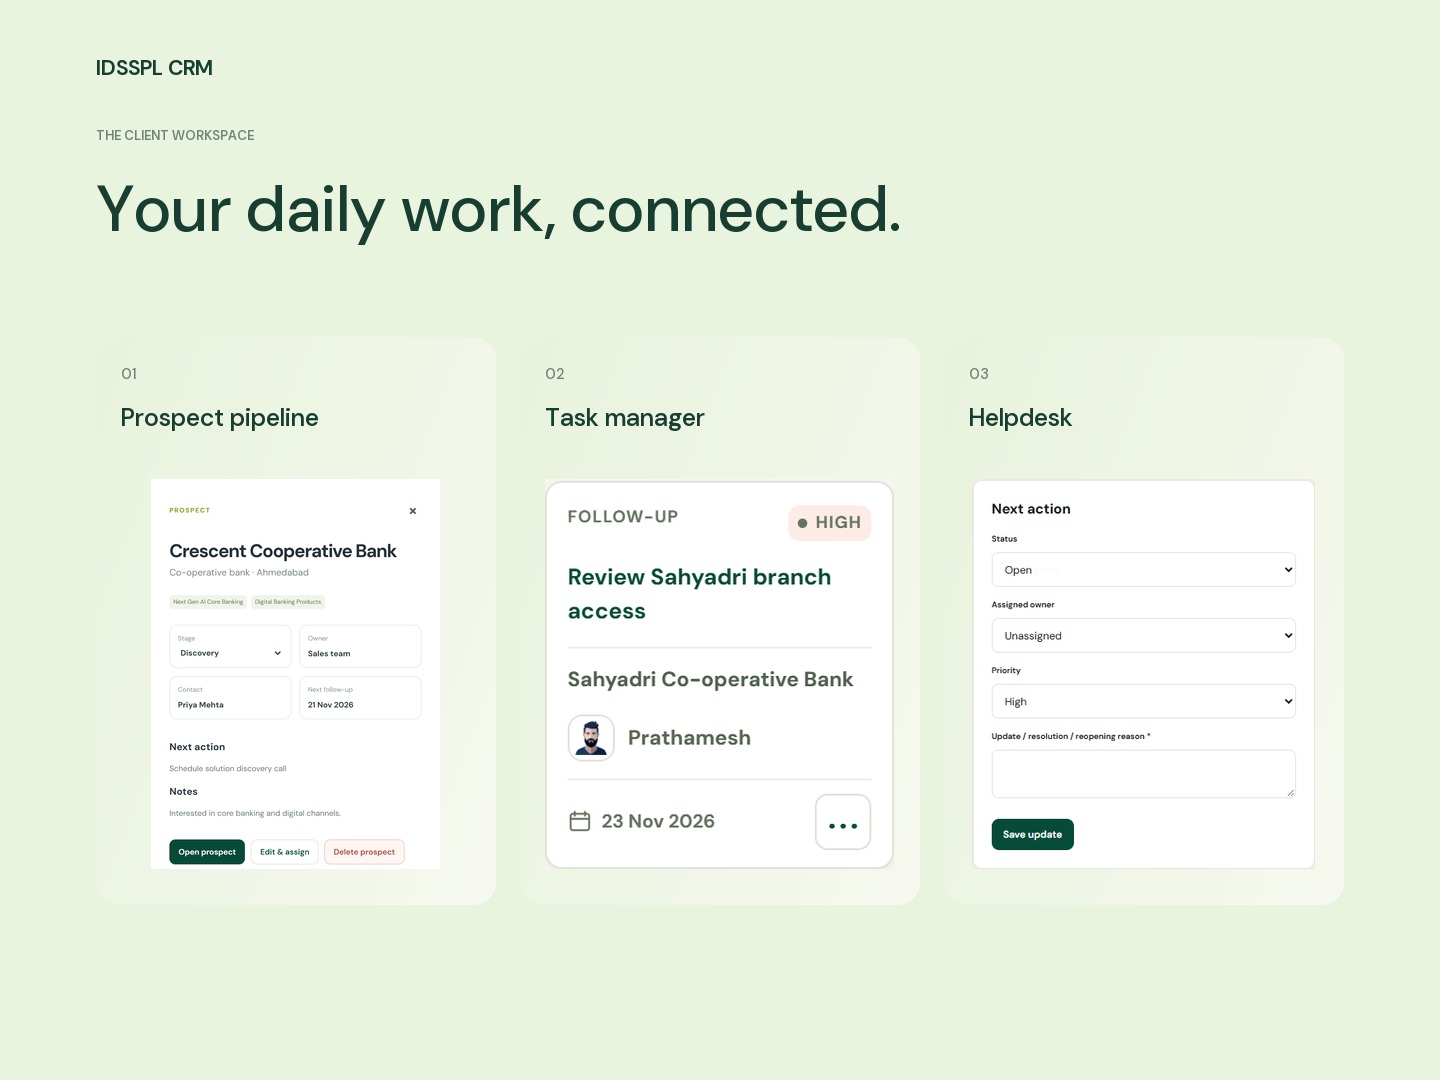 IDSSPL CRM
THE CLIENT WORKSPACE
Your daily work, connected.
01
Prospect pipeline
PROSPECT
×
Crescent Cooperative Bank
Co-operative bank · Ahmedabad
Next Gen AI Core Banking Digital Banking Products
Stage
Discovery
Owner
Sales team
Contact
Priya Mehta
Next follow-up
21 Nov 2026
Next action
Schedule solution discovery call
Notes
Interested in core banking and digital channels.
Open prospect Edit & assign Delete prospect
02
Task manager
FOLLOW-UP
HIGH
Review Sahyadri branch
access
Sahyadri Co-operative Bank
Prathamesh
23 Nov 2026
...
03
Helpdesk
Next action
Status
Open
Assigned owner
Unassigned
Priority
High
Update / resolution / reopening reason *
Save update